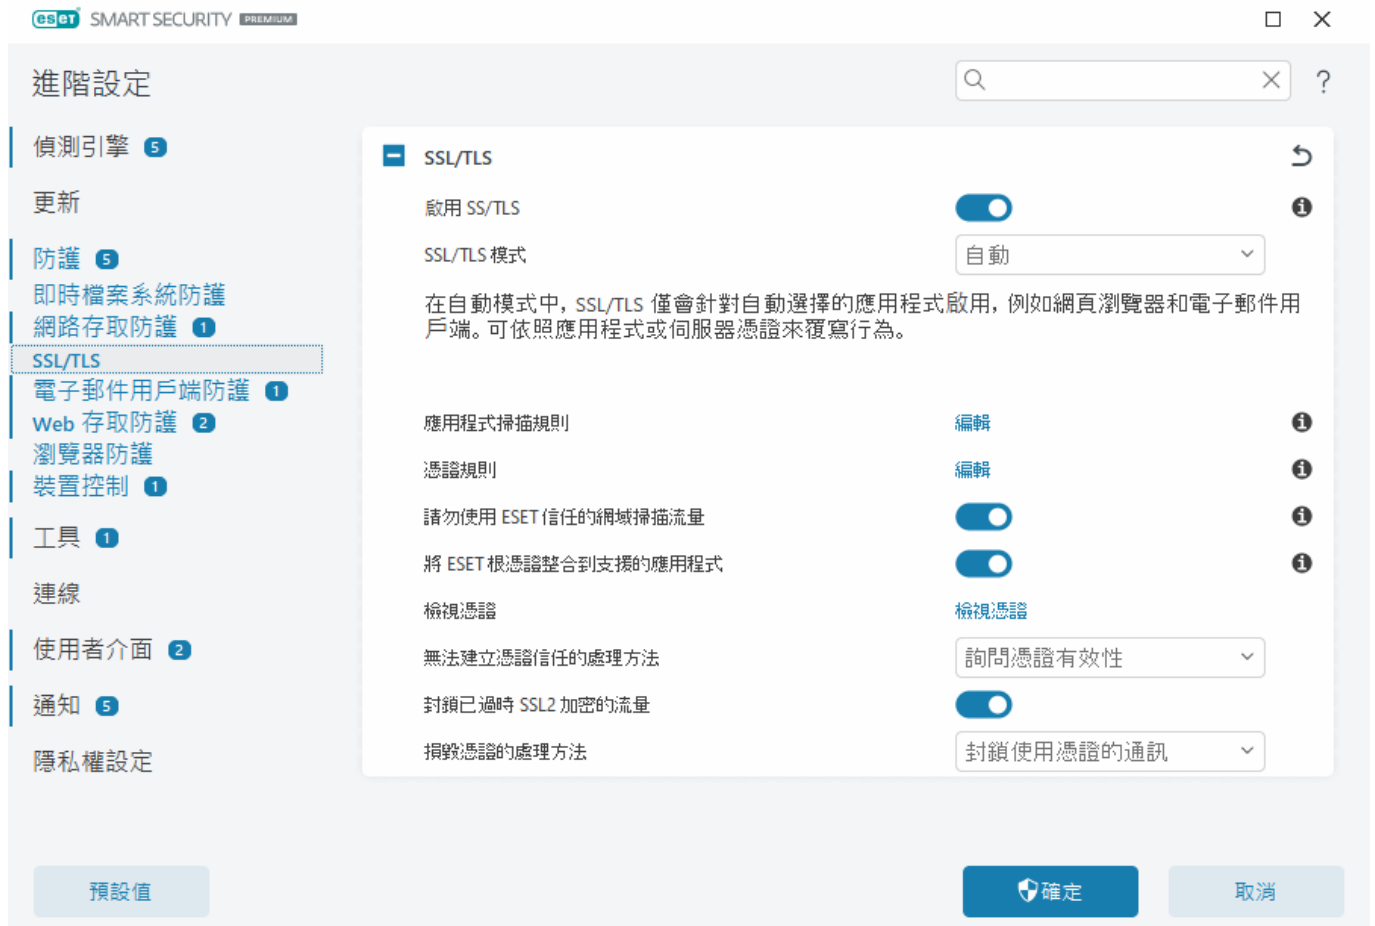 eset SMART SECURITY PREMIUM
進階設定
?
偵測引擎 5
更新
防護 5
即時檔案系統防護
網路存取防護 1
SSL/TLS
電子郵件用戶端防護 1
Web 存取防護 2
瀏覽器防護
裝置控制 1
工具 1
連線
使用者介面 2
通知 5
隱私權設定
SSL/TLS
啟用 SS/TLS
SSL/TLS 模式 自動
在自動模式中, SSL/TLS 僅會針對自動選擇的應用程式啟用, 例如網頁瀏覽器和電子郵件用
戶端。可依照應用程式或伺服器憑證來覆寫行為。
應用程式掃描規則 編輯
憑證規則 編輯
請勿使用 ESET 信任的網域掃描流量
將 ESET 根憑證整合到支援的應用程式
檢視憑證 檢視憑證
無法建立憑證信任的處理方法 詢問憑證有效性
封鎖已過時 SSL2 加密的流量
損毀憑證的處理方法 封鎖使用憑證的通訊
預設值
確定
取消